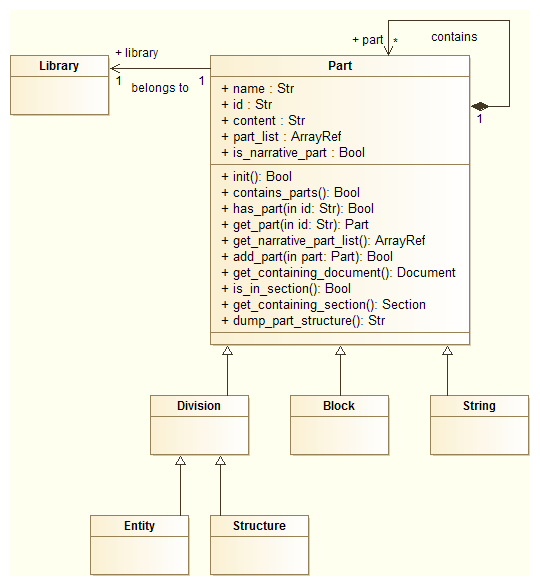 + part
*
contains
+ library
Library
1
belongs to
1
Part
1
+ name : Str
+ id : Str
+ content : Str
+ part_list : ArrayRef
+ is_narrative_part : Bool
+ init(): Bool
+ contains_parts(): Bool
+ has_part(in id: Str): Bool
+ get_part(in id: Str): Part
+ get_narrative_part_list(): ArrayRef
+ add_part(in part: Part): Bool
+ get_containing_document(): Document
+ is_in_section(): Bool
+ get_containing_section(): Section
+ dump_part_structure(): Str
Division
Block
String
Entity
Structure